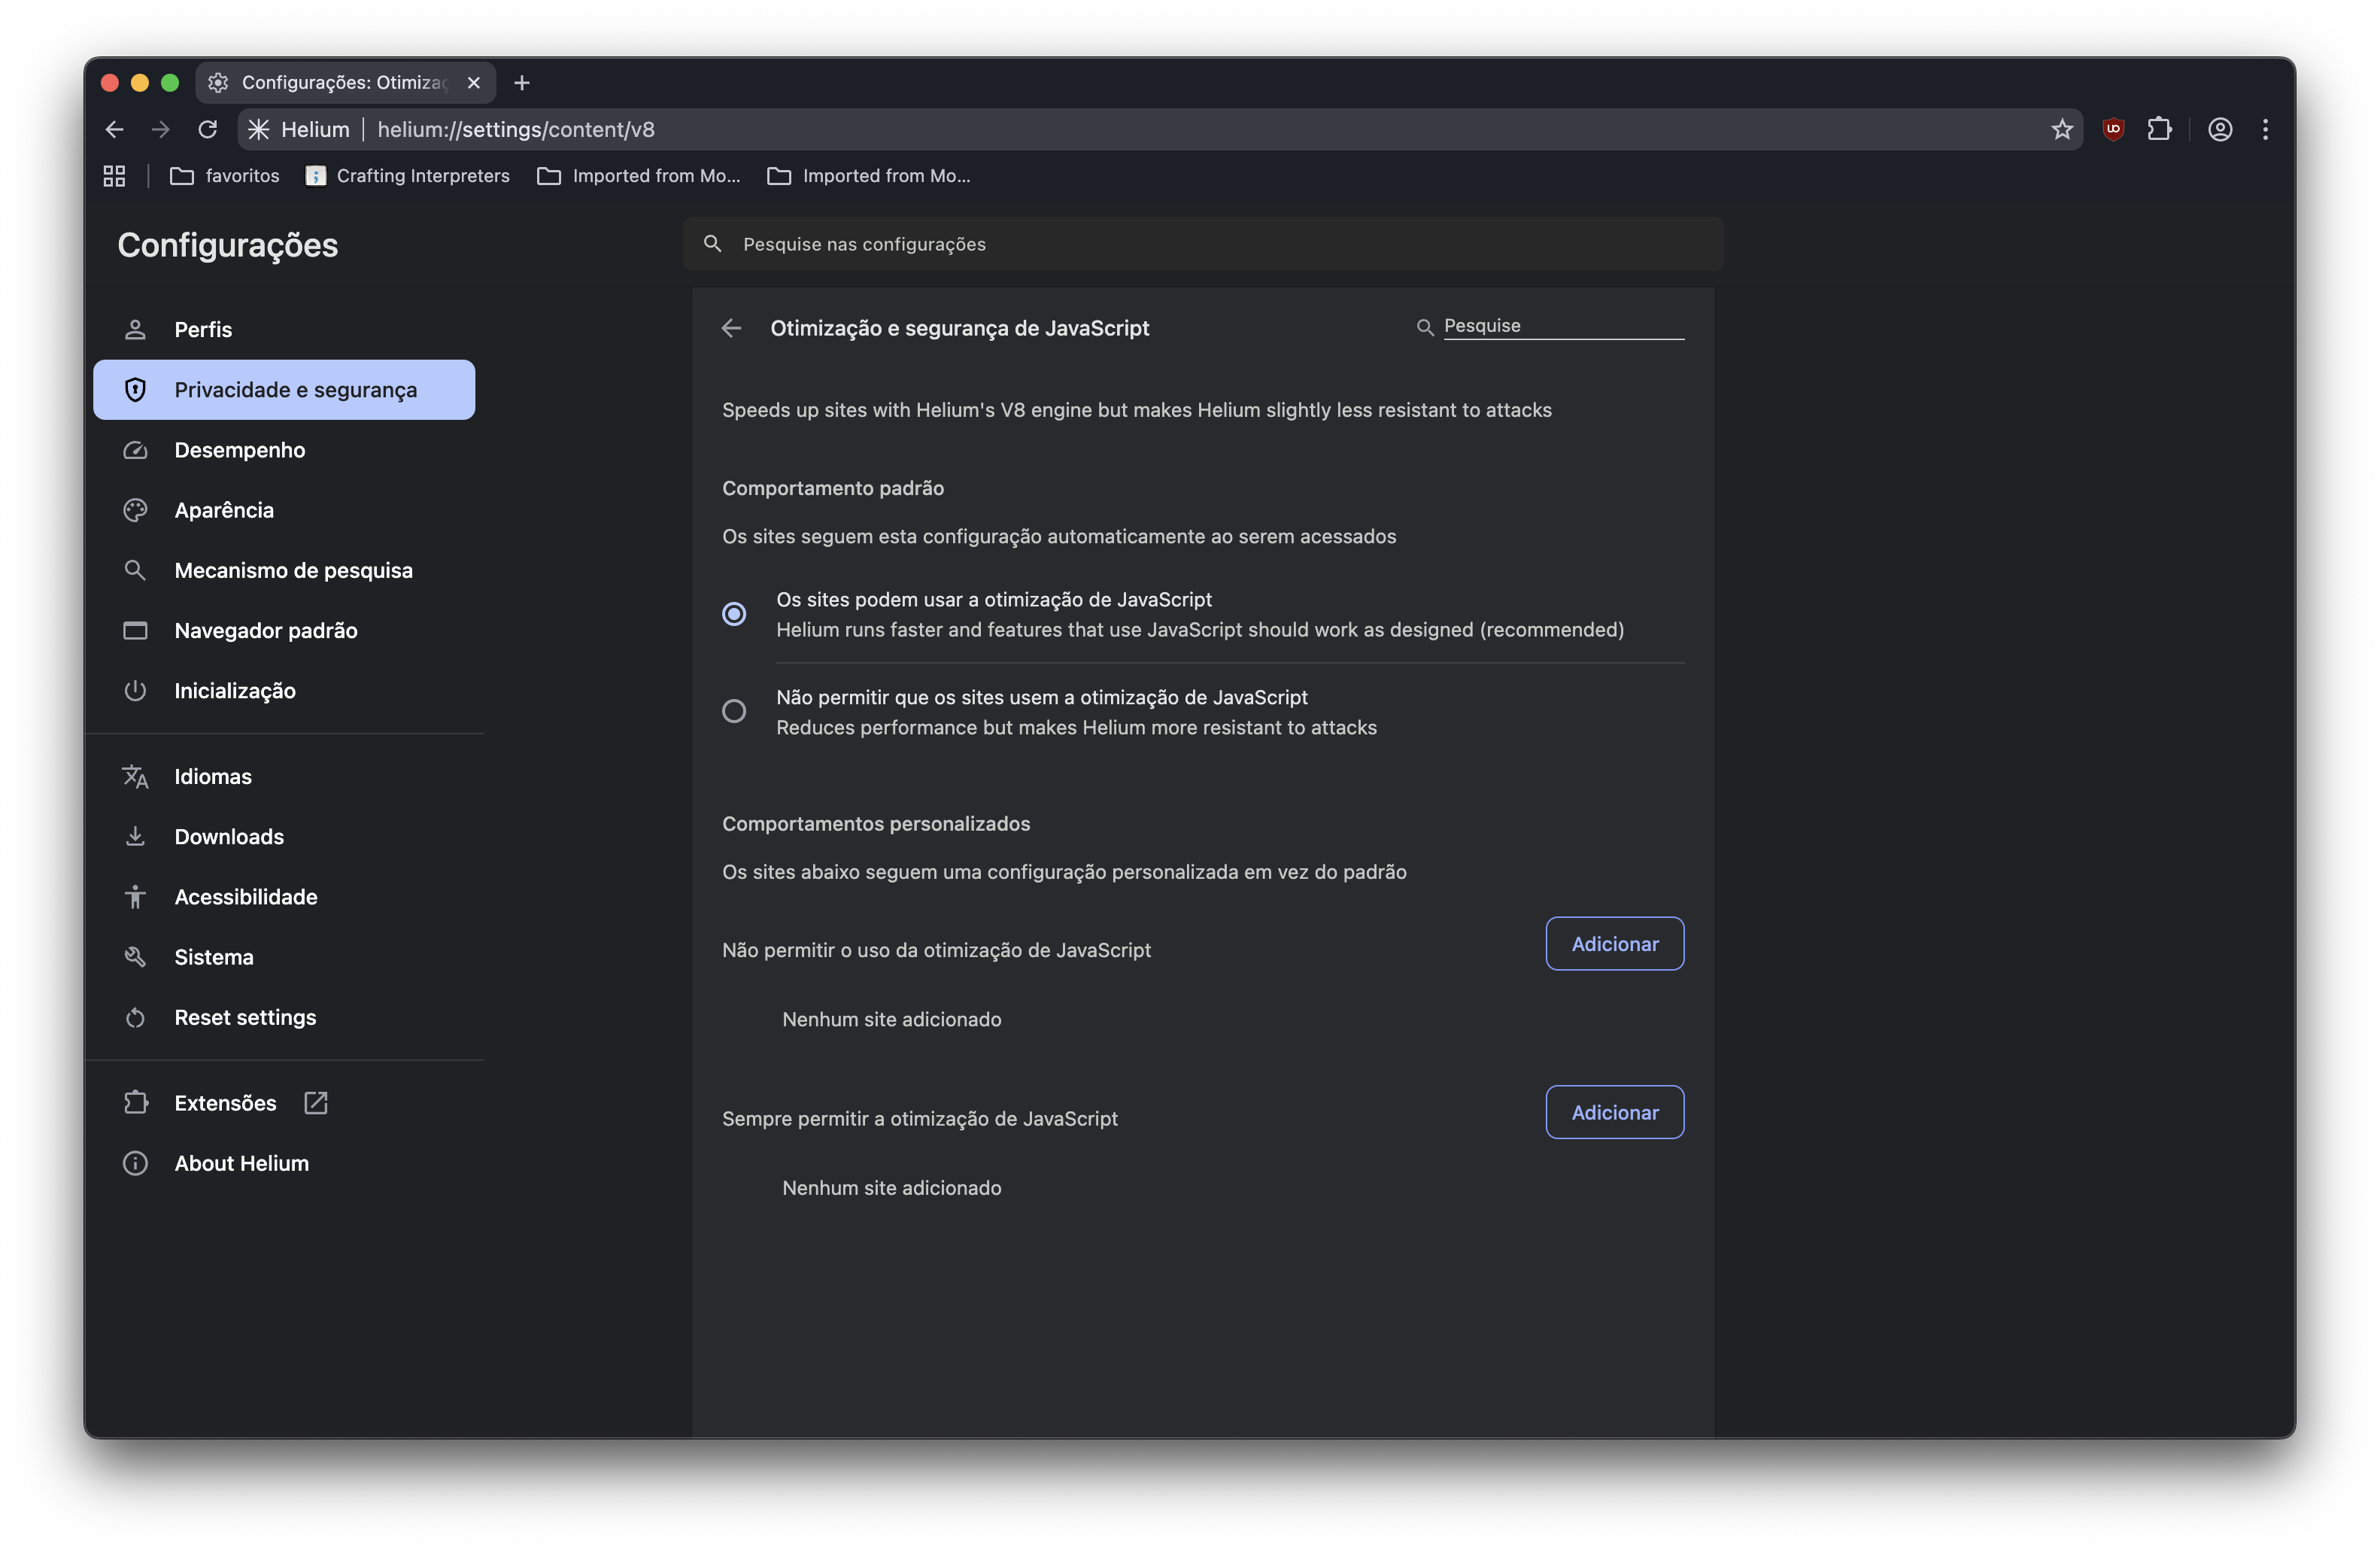 Configurações: Otimizaç
Helium
helium://settings/content/v8
favoritos
Crafting Interpreters
Imported from Mo...
Imported from Mo...
Configurações
Pesquise nas configurações
Perfis
Privacidade e segurança
Desempenho
Aparência
Mecanismo de pesquisa
Navegador padrão
Inicialização
Idiomas
Downloads
Acessibilidade
Sistema
Reset settings
Extensões
About Helium
Otimização e segurança de JavaScript
Pesquise
Speeds up sites with Helium's V8 engine but makes Helium slightly less resistant to attacks
Comportamento padrão
Os sites seguem esta configuração automaticamente ao serem acessados
Os sites podem usar a otimização de JavaScript
Helium runs faster and features that use JavaScript should work as designed (recommended)
Não permitir que os sites usem a otimização de JavaScript
Reduces performance but makes Helium more resistant to attacks
Comportamentos personalizados
Os sites abaixo seguem uma configuração personalizada em vez do padrão
Não permitir o uso da otimização de JavaScript
Adicionar
Nenhum site adicionado
Sempre permitir a otimização de JavaScript
Adicionar
Nenhum site adicionado